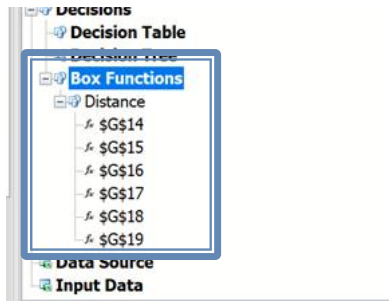 Decisions
Decision Table
Decision Tree
Box Functions
Distance
$G$14
$G$15
$G$16
$G$17
$G$18
$G$19
Data Source
Input Data